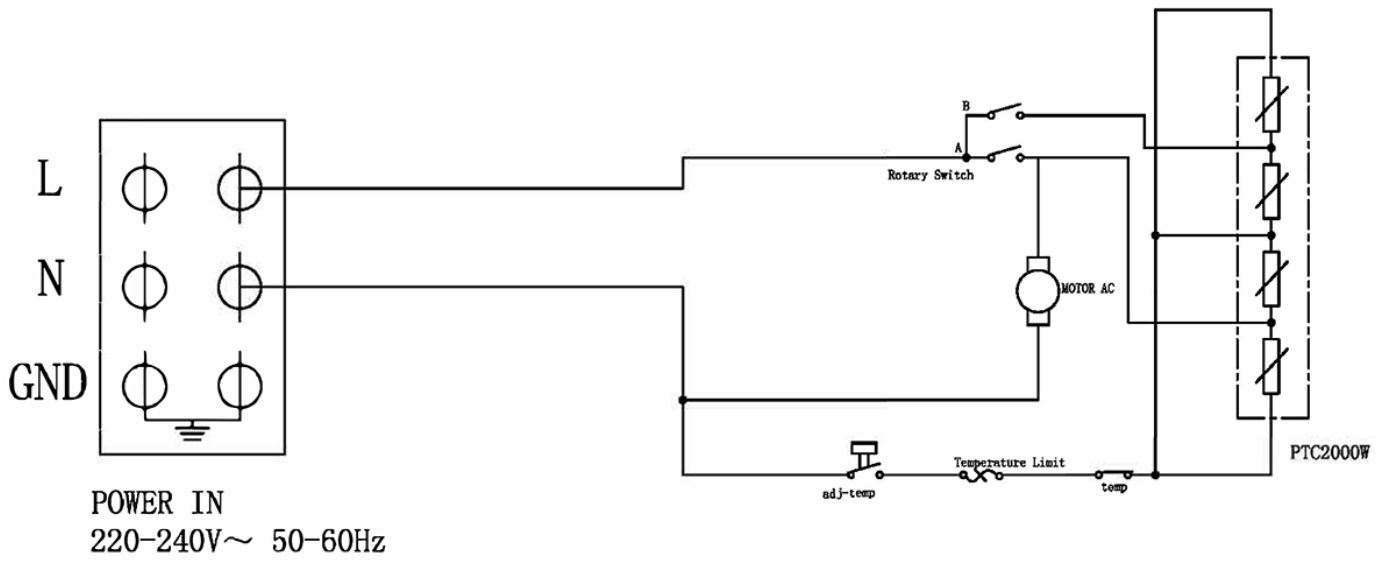 L
N
GND
POWER IN
220-240V～ 50-60Hz
B
A
Rotary Switch
MOTOR AC
adj-temp
Temperature Limit
temp
PTC2000W